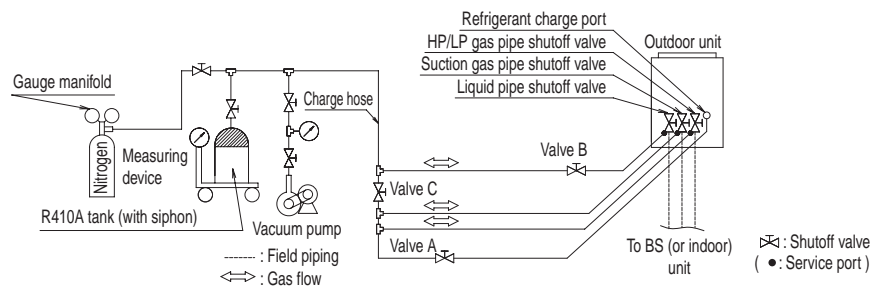 Refrigerant charge port
HP/LP gas pipe shutoff valve
Outdoor unit
Suction gas pipe shutoff valve
Liquid pipe shutoff valve
Gauge manifold
Charge hose
Nitrogen
Measuring
device
Valve B
Valve C
R410A tank (with siphon)
Vacuum pump
Valve A
To BS (or indoor)
unit
: Field piping
: Gas flow
: Shutoff valve
( ●: Service port )